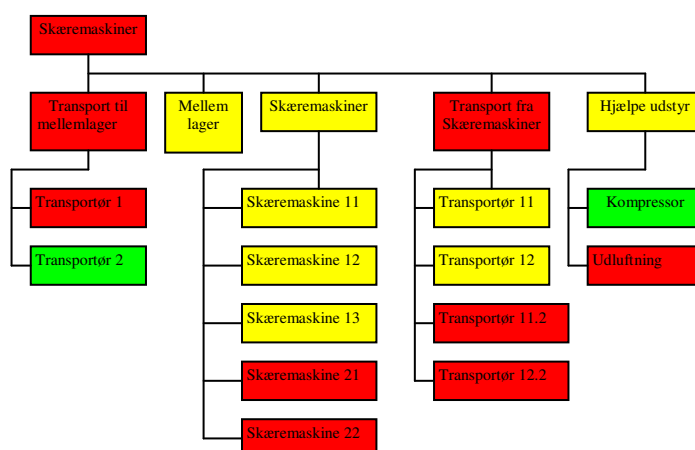 Skæremaskiner
Transport til
mellemlager
Mellem
lager
Skæremaskiner
Transport fra
Skæremaskiner
Hjælpe udstyr
Transportør 1
Transportør 2
Skæremaskine 11
Skæremaskine 12
Skæremaskine 13
Skæremaskine 21
Skæremaskine 22
Transportør 11
Transportør 12
Transportør 11.2
Transportør 12.2
Kompressor
Udluftning